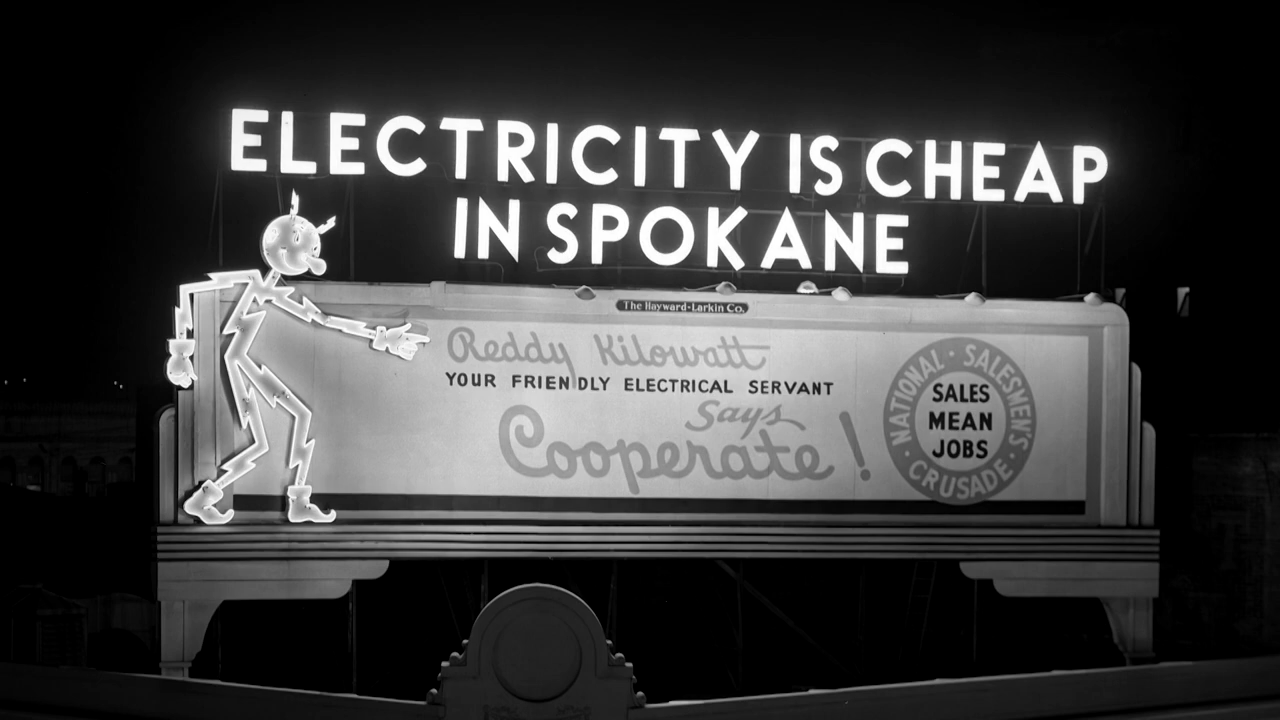 ELECTRICITY IS CHEAP
IN SPOKANE
The Hayward-Larkin Co.
Reddy Kilowatt
YOUR FRIENDLY ELECTRICAL SERVANT
Says
Cooperate!
NATIONAL · SALESMEN'S · CRUSADE ·
SALES
MEAN
JOBS